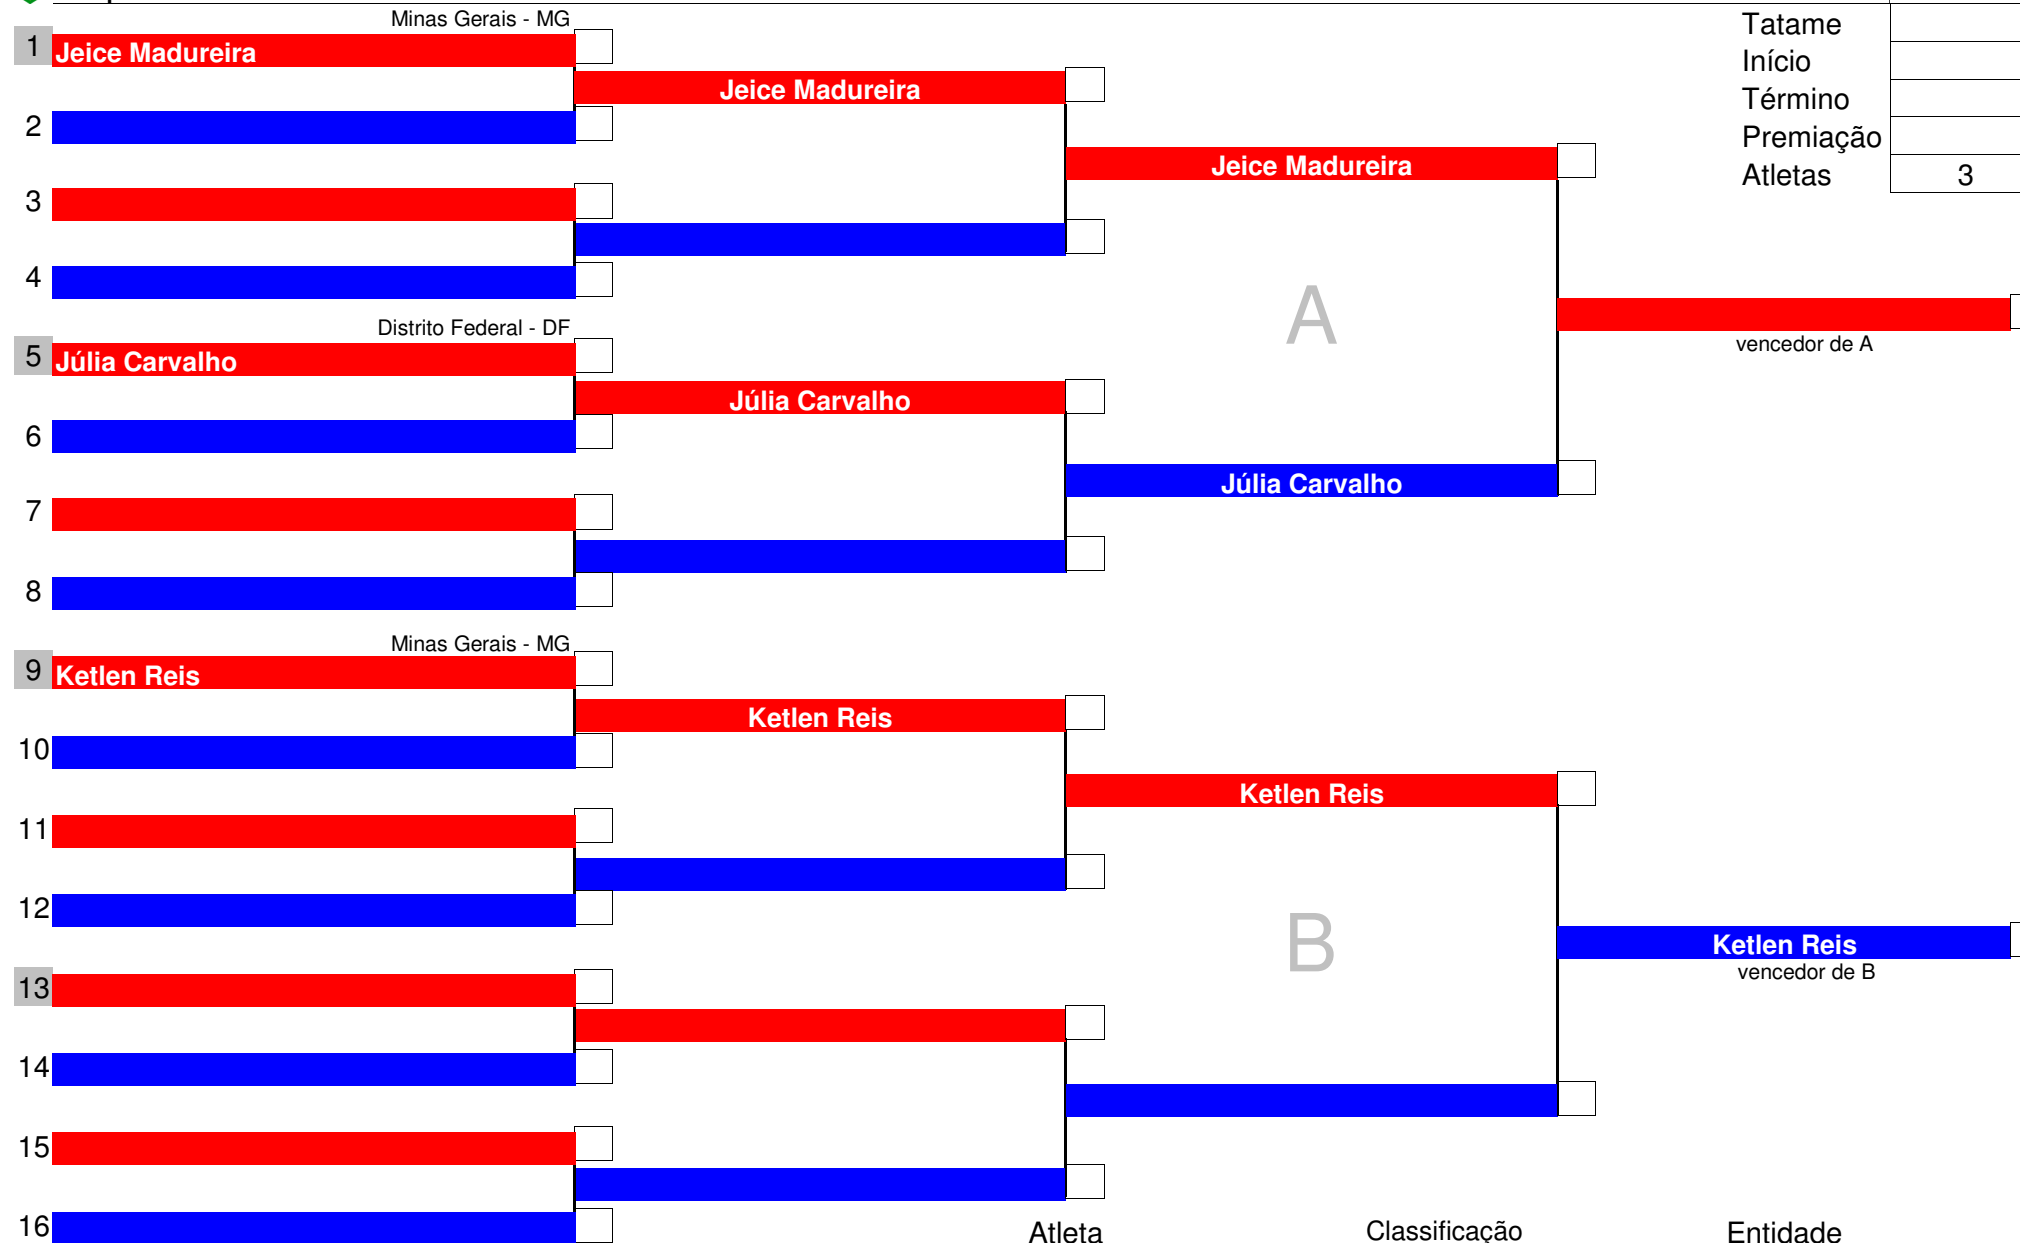 Minas Gerais - MG
Tatame
1 Jeice Madureira
Início
Jeice Madureira
Término
2
Premiação
Jeice Madureira
Atletas 3
3
4
A
Distrito Federal - DF
vencedor de A
5 Júlia Carvalho
Júlia Carvalho
6
Júlia Carvalho
7
8
Minas Gerais - MG
9 Ketlen Reis
Ketlen Reis
10
Ketlen Reis
11
12
B
Ketlen Reis
vencedor de B
13
14
15
16
Atleta Classificação Entidade